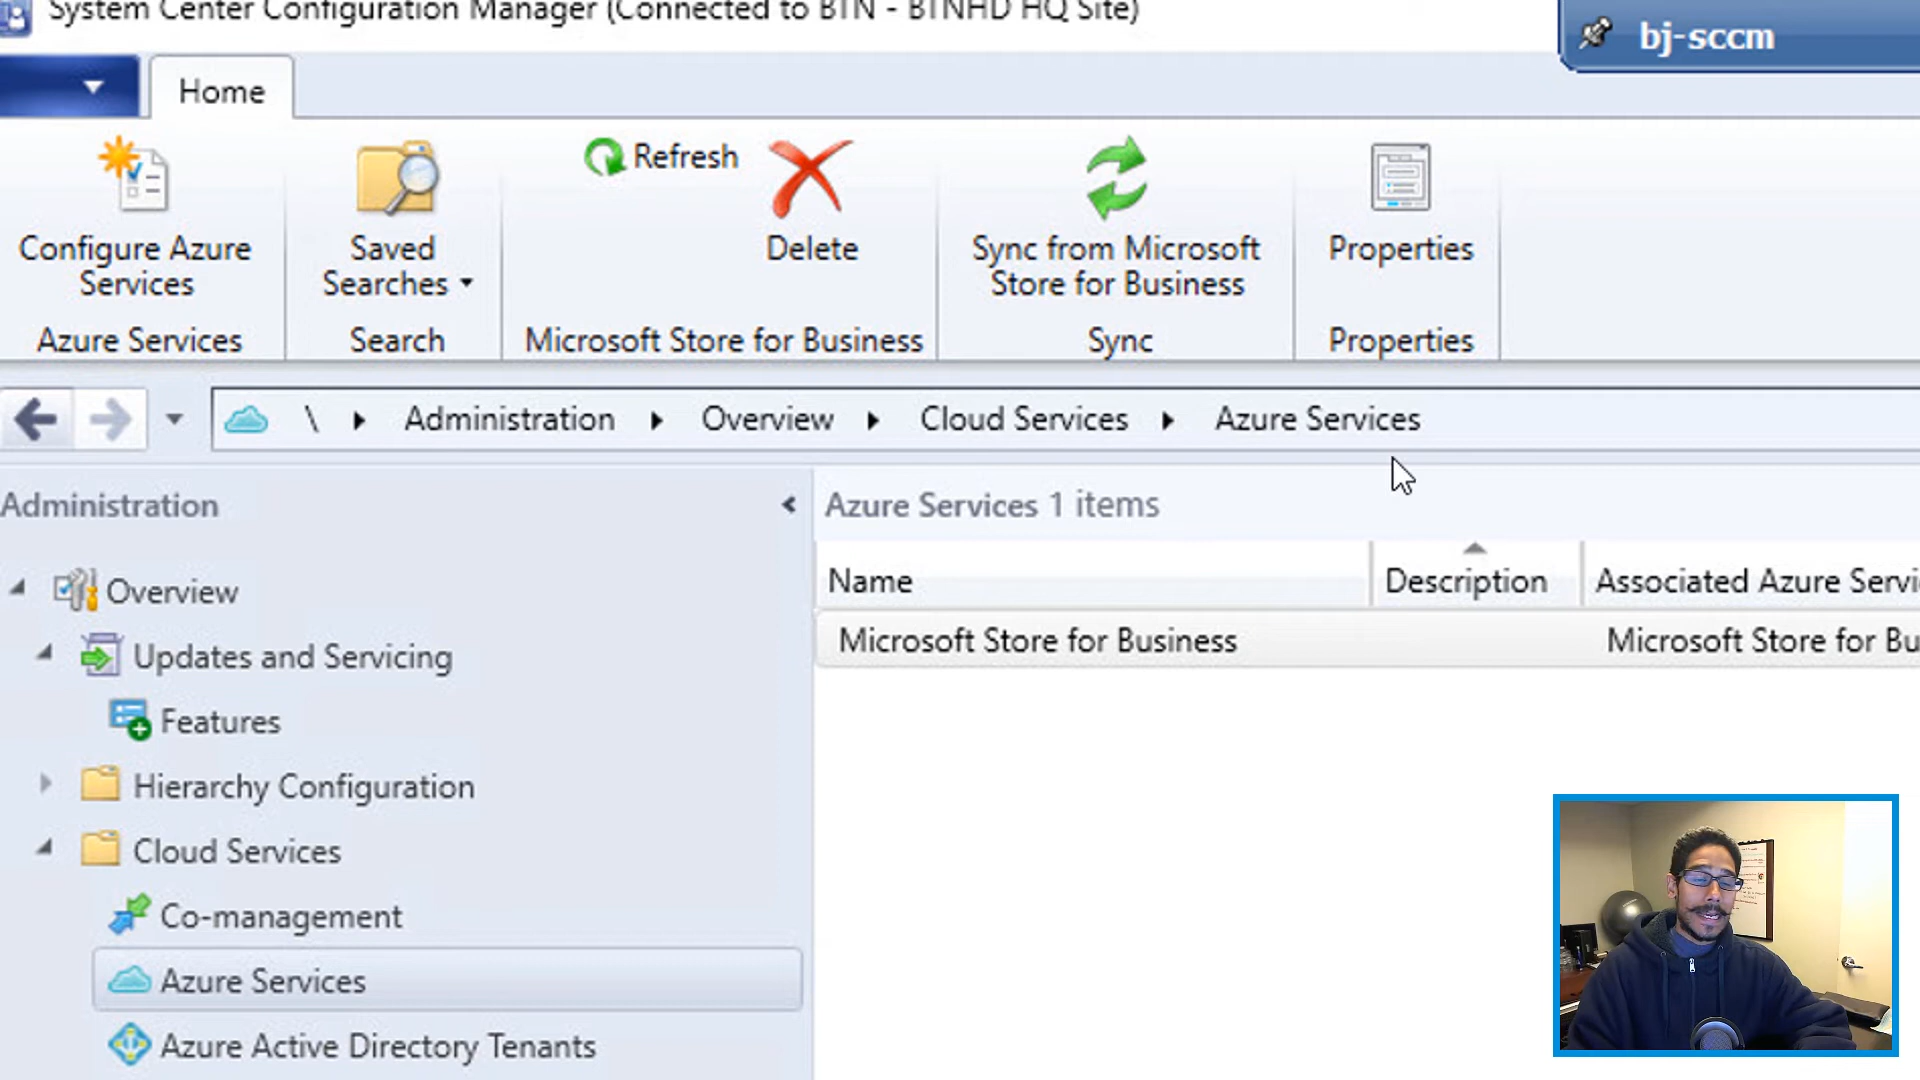 System Center Configuration Manager (Connected to BTN - BTNHD HQ Site)
bj-sccm
Home
Configure Azure
Services
Azure Services
Saved
Searches
Search
Refresh
Delete
Microsoft Store for Business
Sync from Microsoft
Store for Business
Sync
Properties
Properties
\ Administration Overview Cloud Services Azure Services
Administration
Overview
Updates and Servicing
Features
Hierarchy Configuration
Cloud Services
Co-management
Azure Services
Azure Active Directory Tenants
Azure Services 1 items
Name Description Associated Azure Servi
Microsoft Store for Business Microsoft Store for Bu